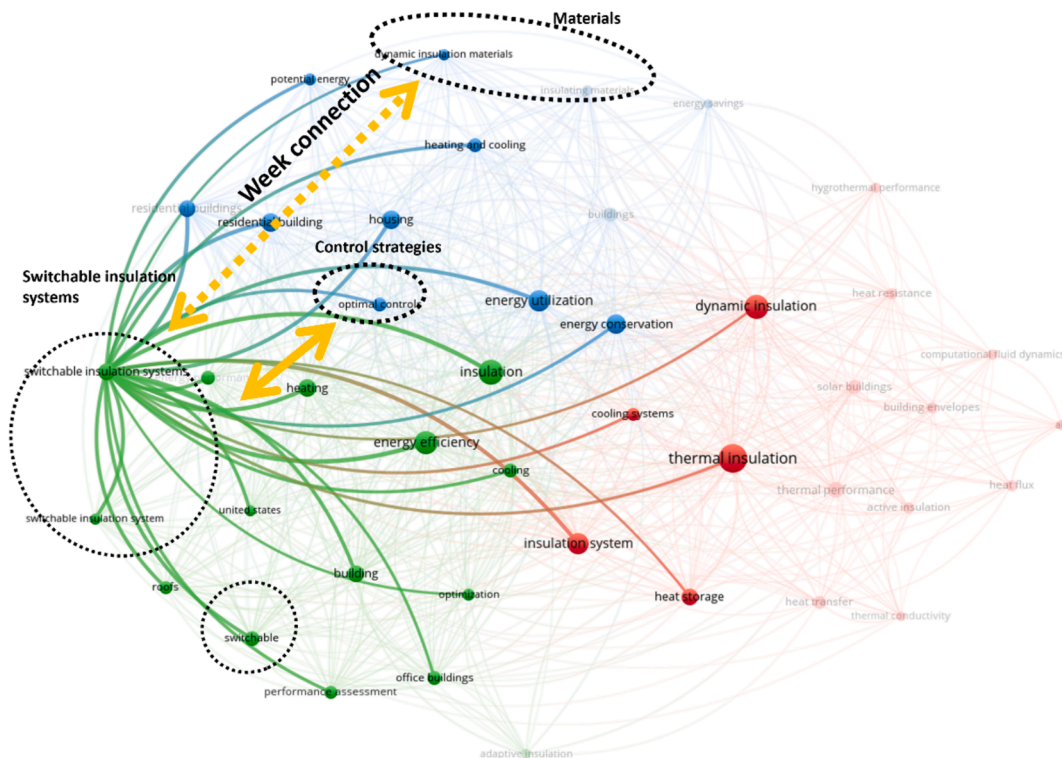 Materials
dynamic insulation materials
potential energy
insulating materials
energy savings
Week connection
heating and cooling
hygrothermal performance
residential buildings
residential building
housing
buildings
Control strategies
Switchable insulation
systems
optimal control
energy utilization
dynamic insulation
heat resistance
energy conservation
computational fluid dynamics
switchable insulation systems
insulation
heating
solar buildings
building envelopes
cooling systems
energy efficiency
thermal insulation
cooling
thermal performance
heat flux
active insulation
united states
switchable insulation system
insulation system
building
roofs
optimization
heat storage
heat transfer
thermal conductivity
switchable
office buildings
performance assessment
adaptive insulation